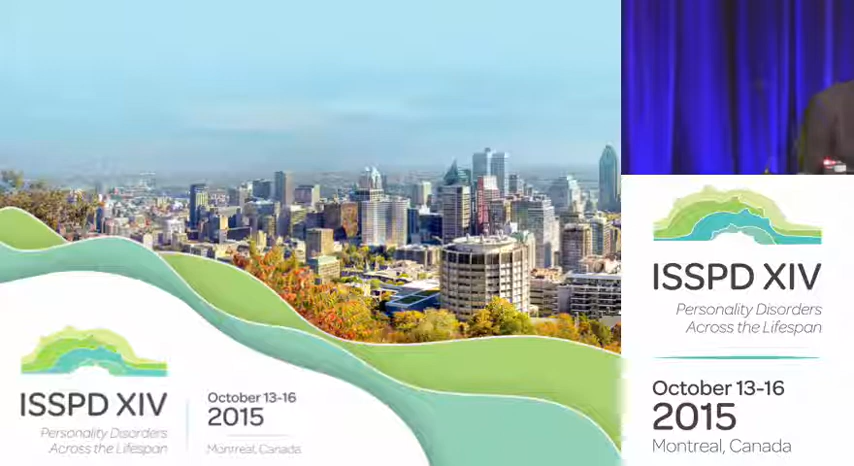 ISSPD XIV
Personality Disorders
Across the Lifespan
October 13-16
2015
Montreal, Canada
ISSPD XIV
Personality Disorders
Across the Lifespan
October 13-16
2015
Montreal, Canada